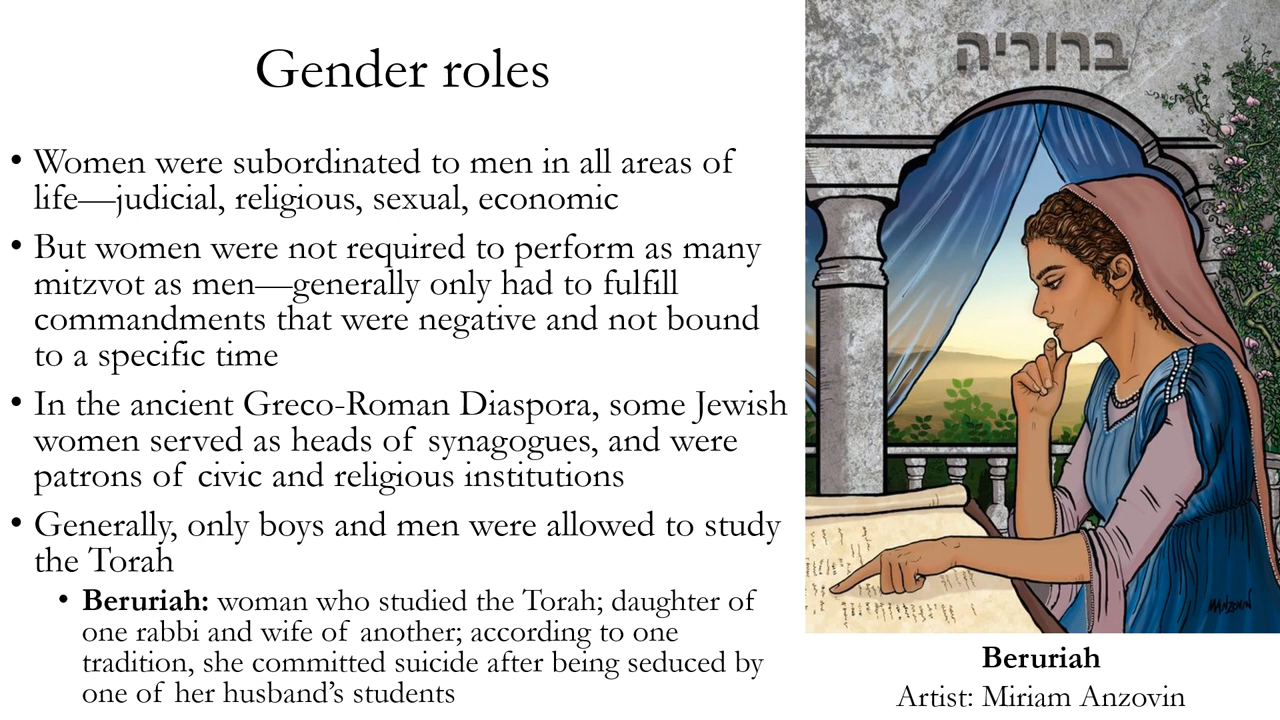 Gender roles
• Women were subordinated to men in all areas of
life—judicial, religious, sexual, economic
• But women were not required to perform as many
mitzvot as men—generally only had to fulfill
commandments that were negative and not bound
to a specific time
• In the ancient Greco-Roman Diaspora, some Jewish
women served as heads of synagogues, and were
patrons of civic and religious institutions
• Generally, only boys and men were allowed to study
the Torah
• Beruriah: woman who studied the Torah; daughter of
one rabbi and wife of another; according to one
tradition, she committed suicide after being seduced by
one of her husband’s students
ברוריה
MANZOVIN
Beruriah
Artist: Miriam Anzovin